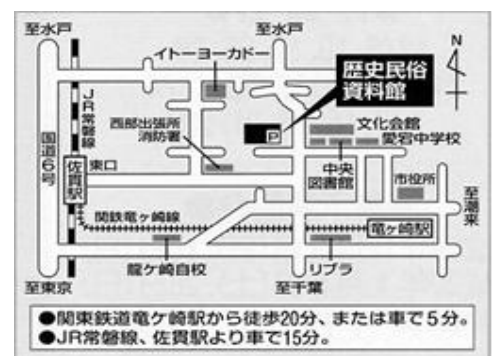 至水戸
至水戸
N
イトーヨーカドー
歴史民俗
資料館
JR常磐線
西部出張所
消防署
P
文化会館
愛宕中学校
国道6号
佐貫駅
東口
中央
図書館
市役所
至潮来
関鉄竜ヶ崎線
竜ヶ崎駅
龍ケ崎自校
リブラ
至東京
至千葉
●関東鉄道竜ケ崎駅から徒歩20分、または車で5分。
●JR常磐線、佐貫駅より車で15分。